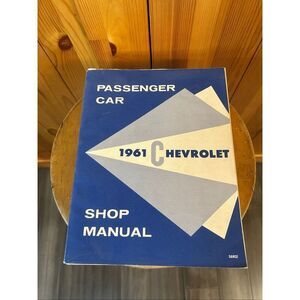 PASSENGER
CAR
1961 CHEVROLET
SHOP
MANUAL